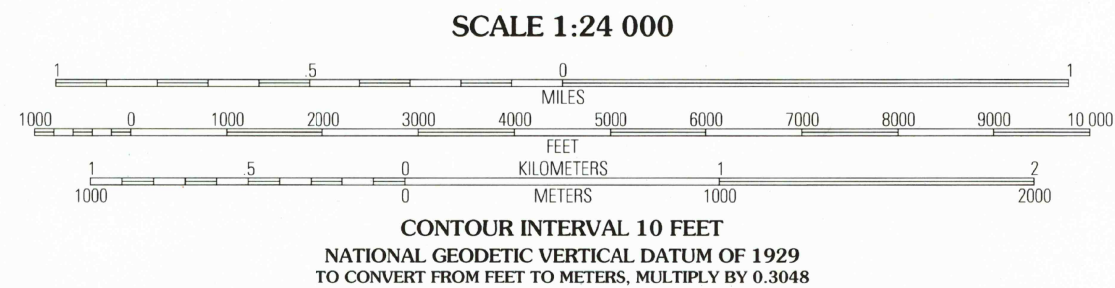 SCALE 1:24 000
1 .5 0 1
MILES
1000 0 1000 2000 3000 4000 5000 6000 7000 8000 9000 10 000
FEET
1 .5 0 KILOMETERS 1 2
1000 0 METERS 1000 2000
CONTOUR INTERVAL 10 FEET
NATIONAL GEODETIC VERTICAL DATUM OF 1929
TO CONVERT FROM FEET TO METERS, MULTIPLY BY 0.3048